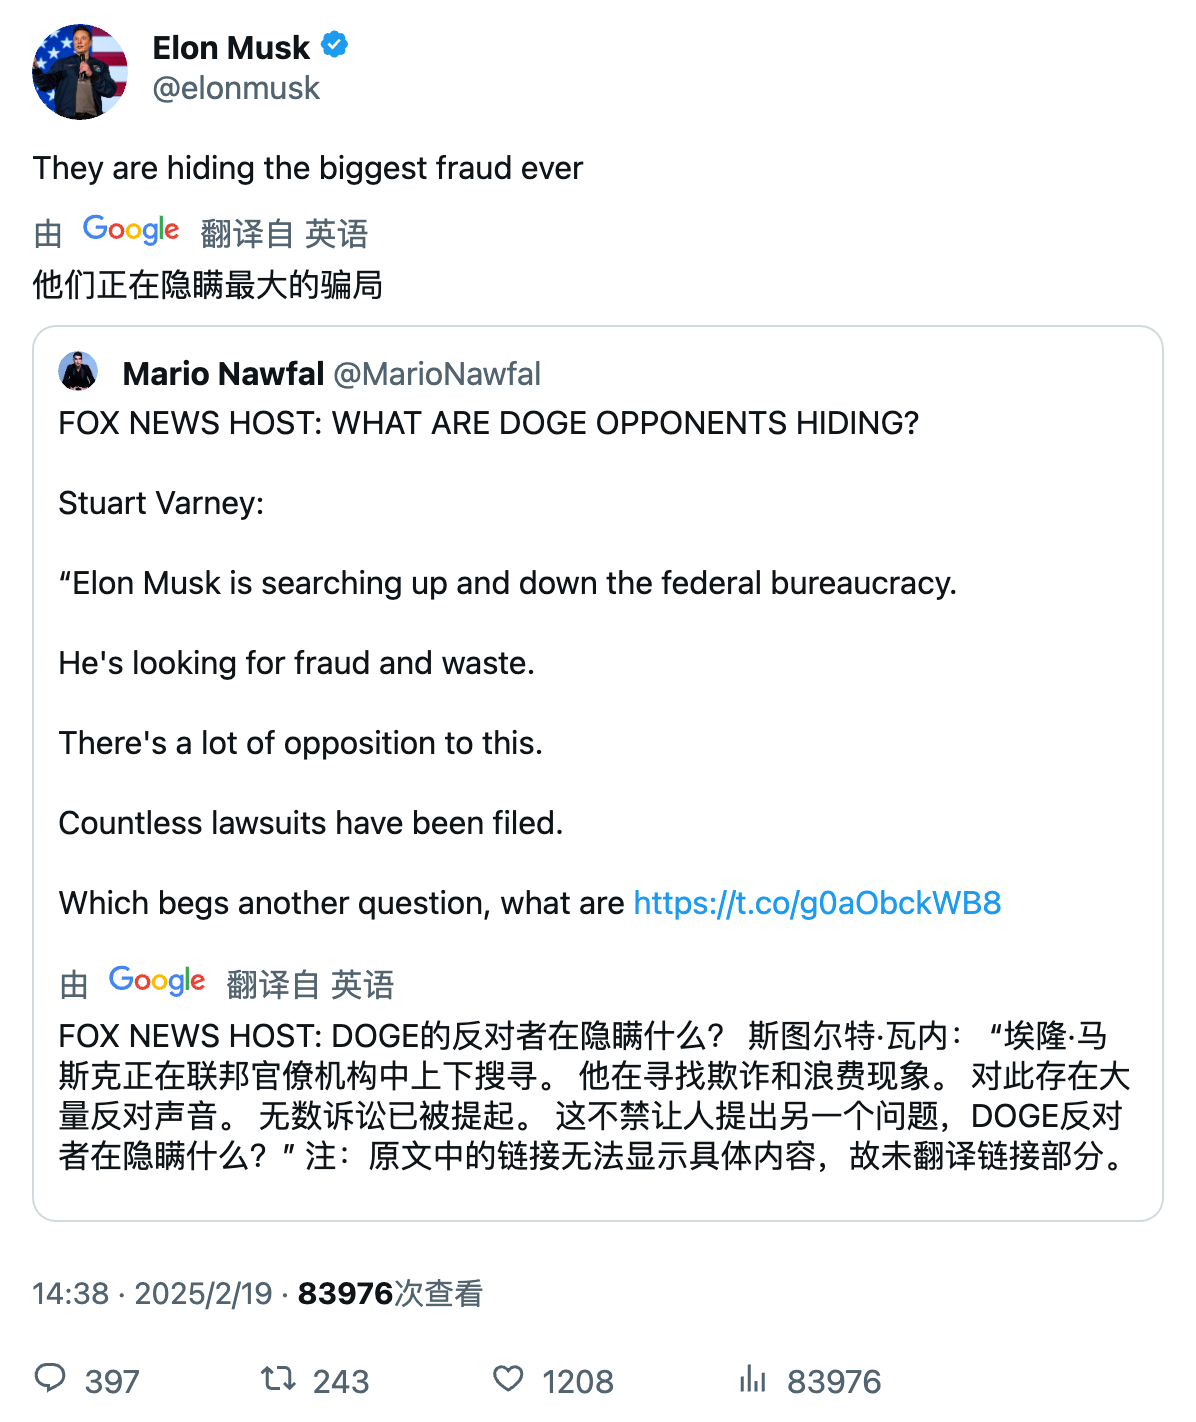 Elon Musk
@elonmusk
They are hiding the biggest fraud ever
由 Google 翻译自 英语
他们正在隐瞒最大的骗局
Mario Nawfal @MarioNawfal
FOX NEWS HOST: WHAT ARE DOGE OPPONENTS HIDING?
Stuart Varney:
“Elon Musk is searching up and down the federal bureaucracy.
He's looking for fraud and waste.
There's a lot of opposition to this.
Countless lawsuits have been filed.
Which begs another question, what are https://t.co/g0aObckWB8
由 Google 翻译自 英语
FOX NEWS HOST: DOGE的反对者在隐瞒什么？ 斯图尔特·瓦内： “埃隆·马
斯克正在联邦官僚机构中上下搜寻。 他在寻找欺诈和浪费现象。 对此存在大
量反对声音。 无数诉讼已被提起。 这不禁让人提出另一个问题，DOGE反对
者在隐瞒什么？” 注：原文中的链接无法显示具体内容，故未翻译链接部分。
14:38 · 2025/2/19 · 83976次查看
397 243 1208 83976